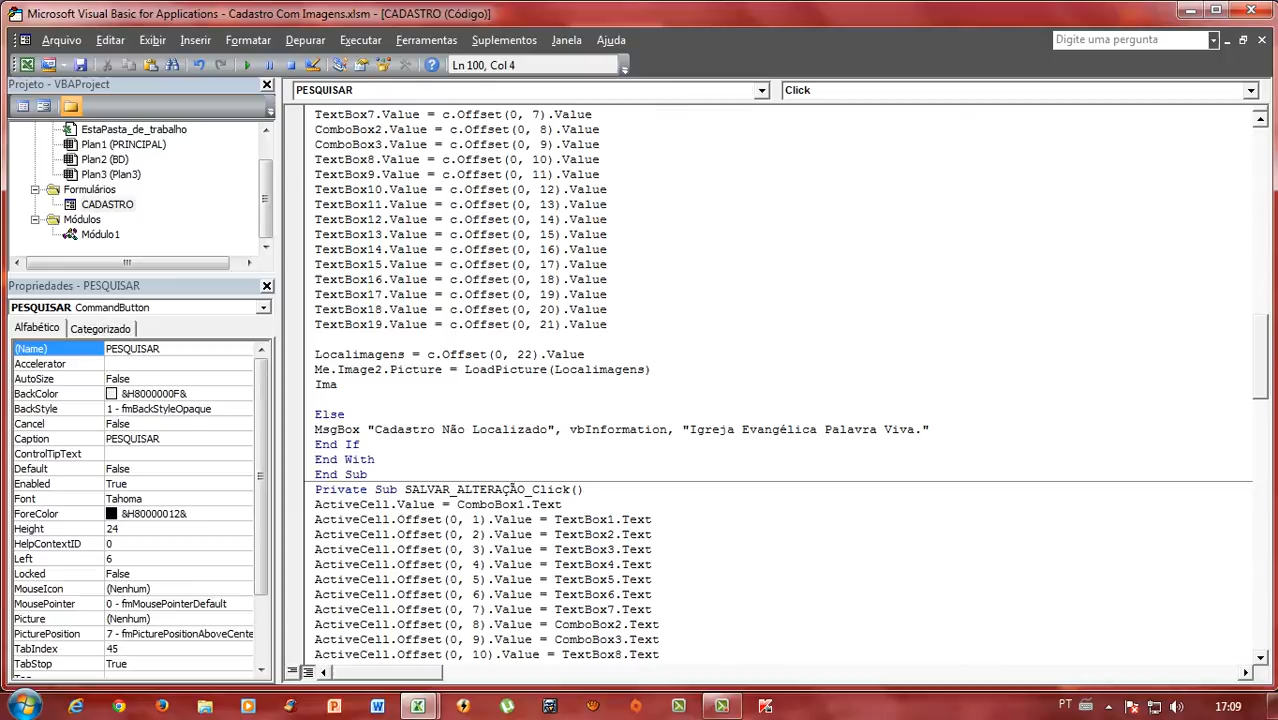 Microsoft Visual Basic for Applications - Cadastro Com Imagens.xlsm - [CADASTRO (Código)]
Arquivo Editar Exibir Inserir Formatar Depurar Executar Ferramentas Suplementos Janela Ajuda
Digite uma pergunta
Ln 100, Col 4
Projeto - VBAProject
PESQUISAR
Click
EstaPasta_de_trabalho
Plan1 (PRINCIPAL)
Plan2 (BD)
Plan3 (Plan3)
Formulários
CADASTRO
Módulos
Módulo1
Propriedades - PESQUISAR
PESQUISAR CommandButton
Alfabético Categorizado
(Name) PESQUISAR
Accelerator
AutoSize False
BackColor &H8000000F&
BackStyle 1 - fmBackStyleOpaque
Cancel False
Caption PESQUISAR
ControlTipText
Default False
Enabled True
Font Tahoma
ForeColor &H80000012&
Height 24
HelpContextID 0
Left 6
Locked False
MouseIcon (Nenhum)
MousePointer 0 - fmMousePointerDefault
Picture (Nenhum)
PicturePosition 7 - fmPicturePositionAboveCente
TabIndex 45
TabStop True
TextBox7.Value = c.Offset(0, 7).Value
ComboBox2.Value = c.Offset(0, 8).Value
ComboBox3.Value = c.Offset(0, 9).Value
TextBox8.Value = c.Offset(0, 10).Value
TextBox9.Value = c.Offset(0, 11).Value
TextBox10.Value = c.Offset(0, 12).Value
TextBox11.Value = c.Offset(0, 13).Value
TextBox12.Value = c.Offset(0, 14).Value
TextBox13.Value = c.Offset(0, 15).Value
TextBox14.Value = c.Offset(0, 16).Value
TextBox15.Value = c.Offset(0, 17).Value
TextBox16.Value = c.Offset(0, 18).Value
TextBox17.Value = c.Offset(0, 19).Value
TextBox18.Value = c.Offset(0, 20).Value
TextBox19.Value = c.Offset(0, 21).Value
Localimagens = c.Offset(0, 22).Value
Me.Image2.Picture = LoadPicture(Localimagens)
Ima
Else
MsgBox "Cadastro Não Localizado", vbInformation, "Igreja Evangélica Palavra Viva."
End If
End With
End Sub
Private Sub SALVAR_ALTERAÇÃO_Click()
ActiveCell.Value = ComboBox1.Text
ActiveCell.Offset(0, 1).Value = TextBox1.Text
ActiveCell.Offset(0, 2).Value = TextBox2.Text
ActiveCell.Offset(0, 3).Value = TextBox3.Text
ActiveCell.Offset(0, 4).Value = TextBox4.Text
ActiveCell.Offset(0, 5).Value = TextBox5.Text
ActiveCell.Offset(0, 6).Value = TextBox6.Text
ActiveCell.Offset(0, 7).Value = TextBox7.Text
ActiveCell.Offset(0, 8).Value = ComboBox2.Text
ActiveCell.Offset(0, 9).Value = ComboBox3.Text
ActiveCell.Offset(0, 10).Value = TextBox8.Text
PT
17:09